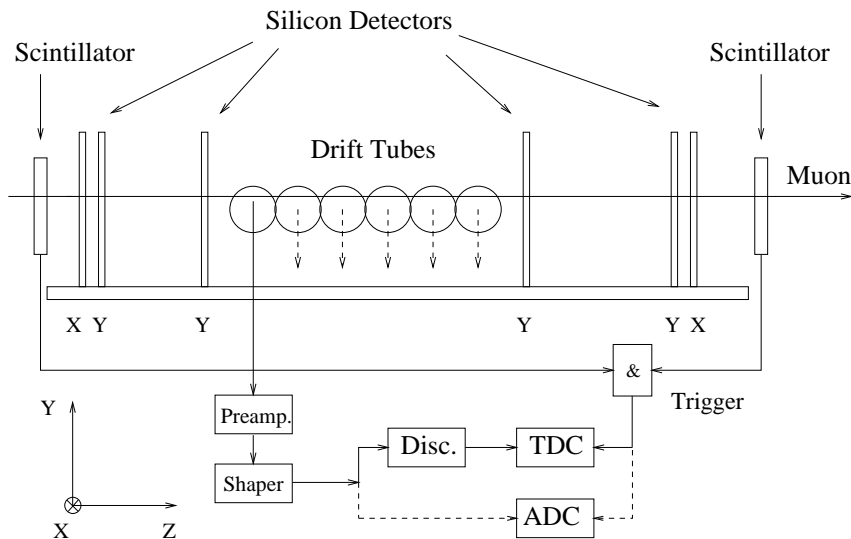 Silicon Detectors
Scintillator
Scintillator
Drift Tubes
Muon
X Y Y Y Y X
&
Trigger
Preamp.
Y
Disc.
TDC
Shaper
ADC
X
Z